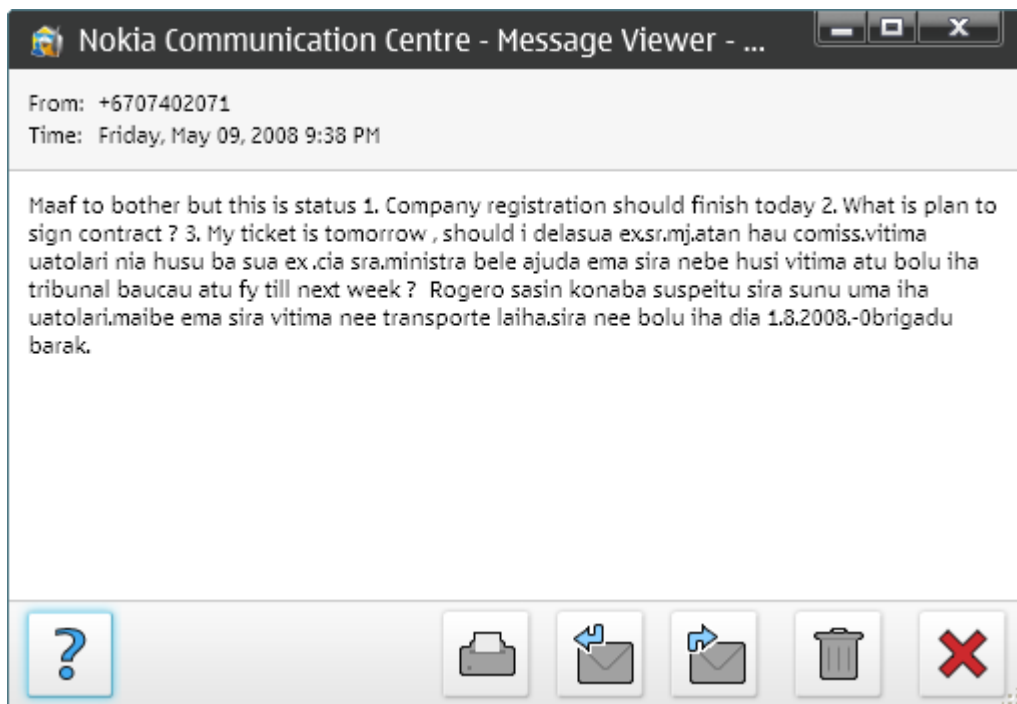 Nokia Communication Centre - Message Viewer - ...
From: +6707402071
Time: Friday, May 09, 2008 9:38 PM
Maaf to bother but this is status 1. Company registration should finish today 2. What is plan to
sign contract ? 3. My ticket is tomorrow , should i delasua ex.sr.mj.atan hau comiss.vitima
uatolari nia husu ba sua ex .cia sra.ministra bele ajuda ema sira nebe husi vitima atu bolu iha
tribunal baucau atu fy till next week ?  Rogero sasin konaba suspeitu sira sunu uma iha
uatolari.maibe ema sira vitima nee transporte laiha.sira nee bolu iha dia 1.8.2008.-0brigadu
barak.